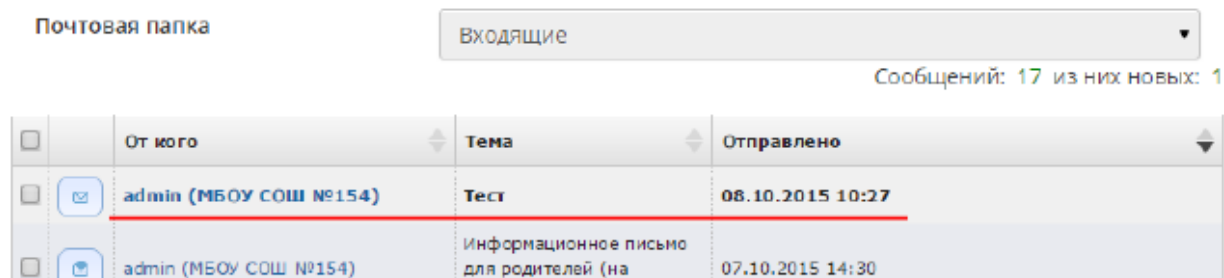 Почтовая папка
Входящие
Сообщений: 17 из них новых: 1
От кого Тема Отправлено
admin (МБОУ СОШ №154) Тест 08.10.2015 10:27
Информационное письмо
admin (МБОУ СОШ №154) для родителей (на 07.10.2015 14:30